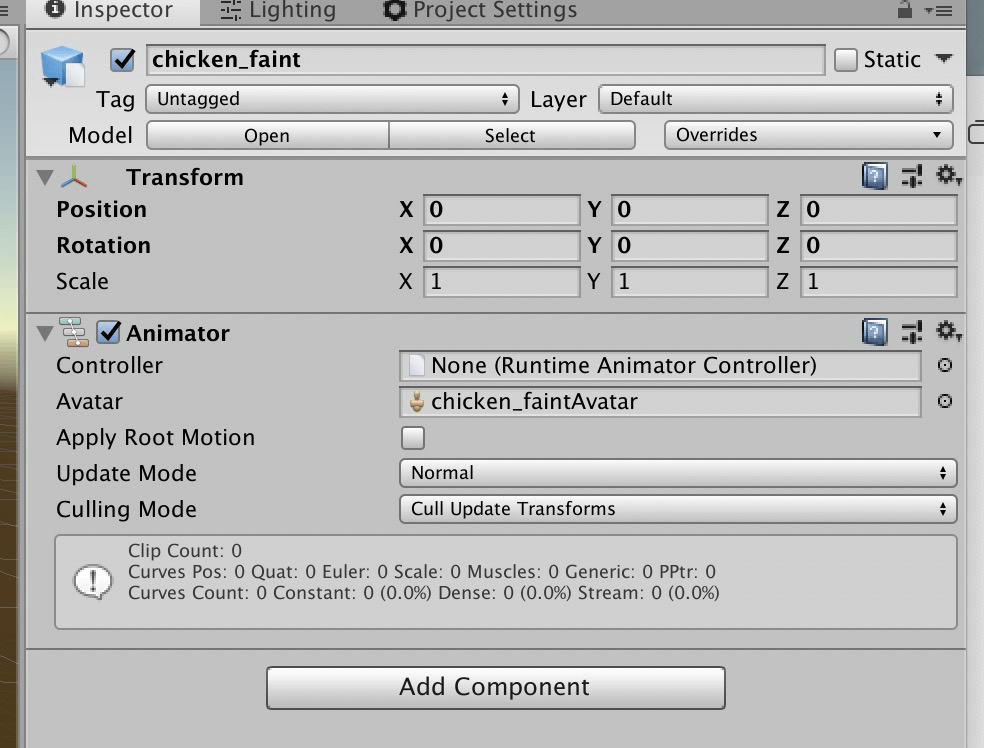 Inspector Lighting Project Settings
chicken_faint Static
Tag Untagged Layer Default
Model Open Select Overrides
Transform
Position X 0 Y 0 Z 0
Rotation X 0 Y 0 Z 0
Scale X 1 Y 1 Z 1
Animator
Controller None (Runtime Animator Controller)
Avatar chicken_faintAvatar
Apply Root Motion
Update Mode Normal
Culling Mode Cull Update Transforms
Clip Count: 0
Curves Pos: 0 Quat: 0 Euler: 0 Scale: 0 Muscles: 0 Generic: 0 PPtr: 0
Curves Count: 0 Constant: 0 (0.0%) Dense: 0 (0.0%) Stream: 0 (0.0%)
Add Component